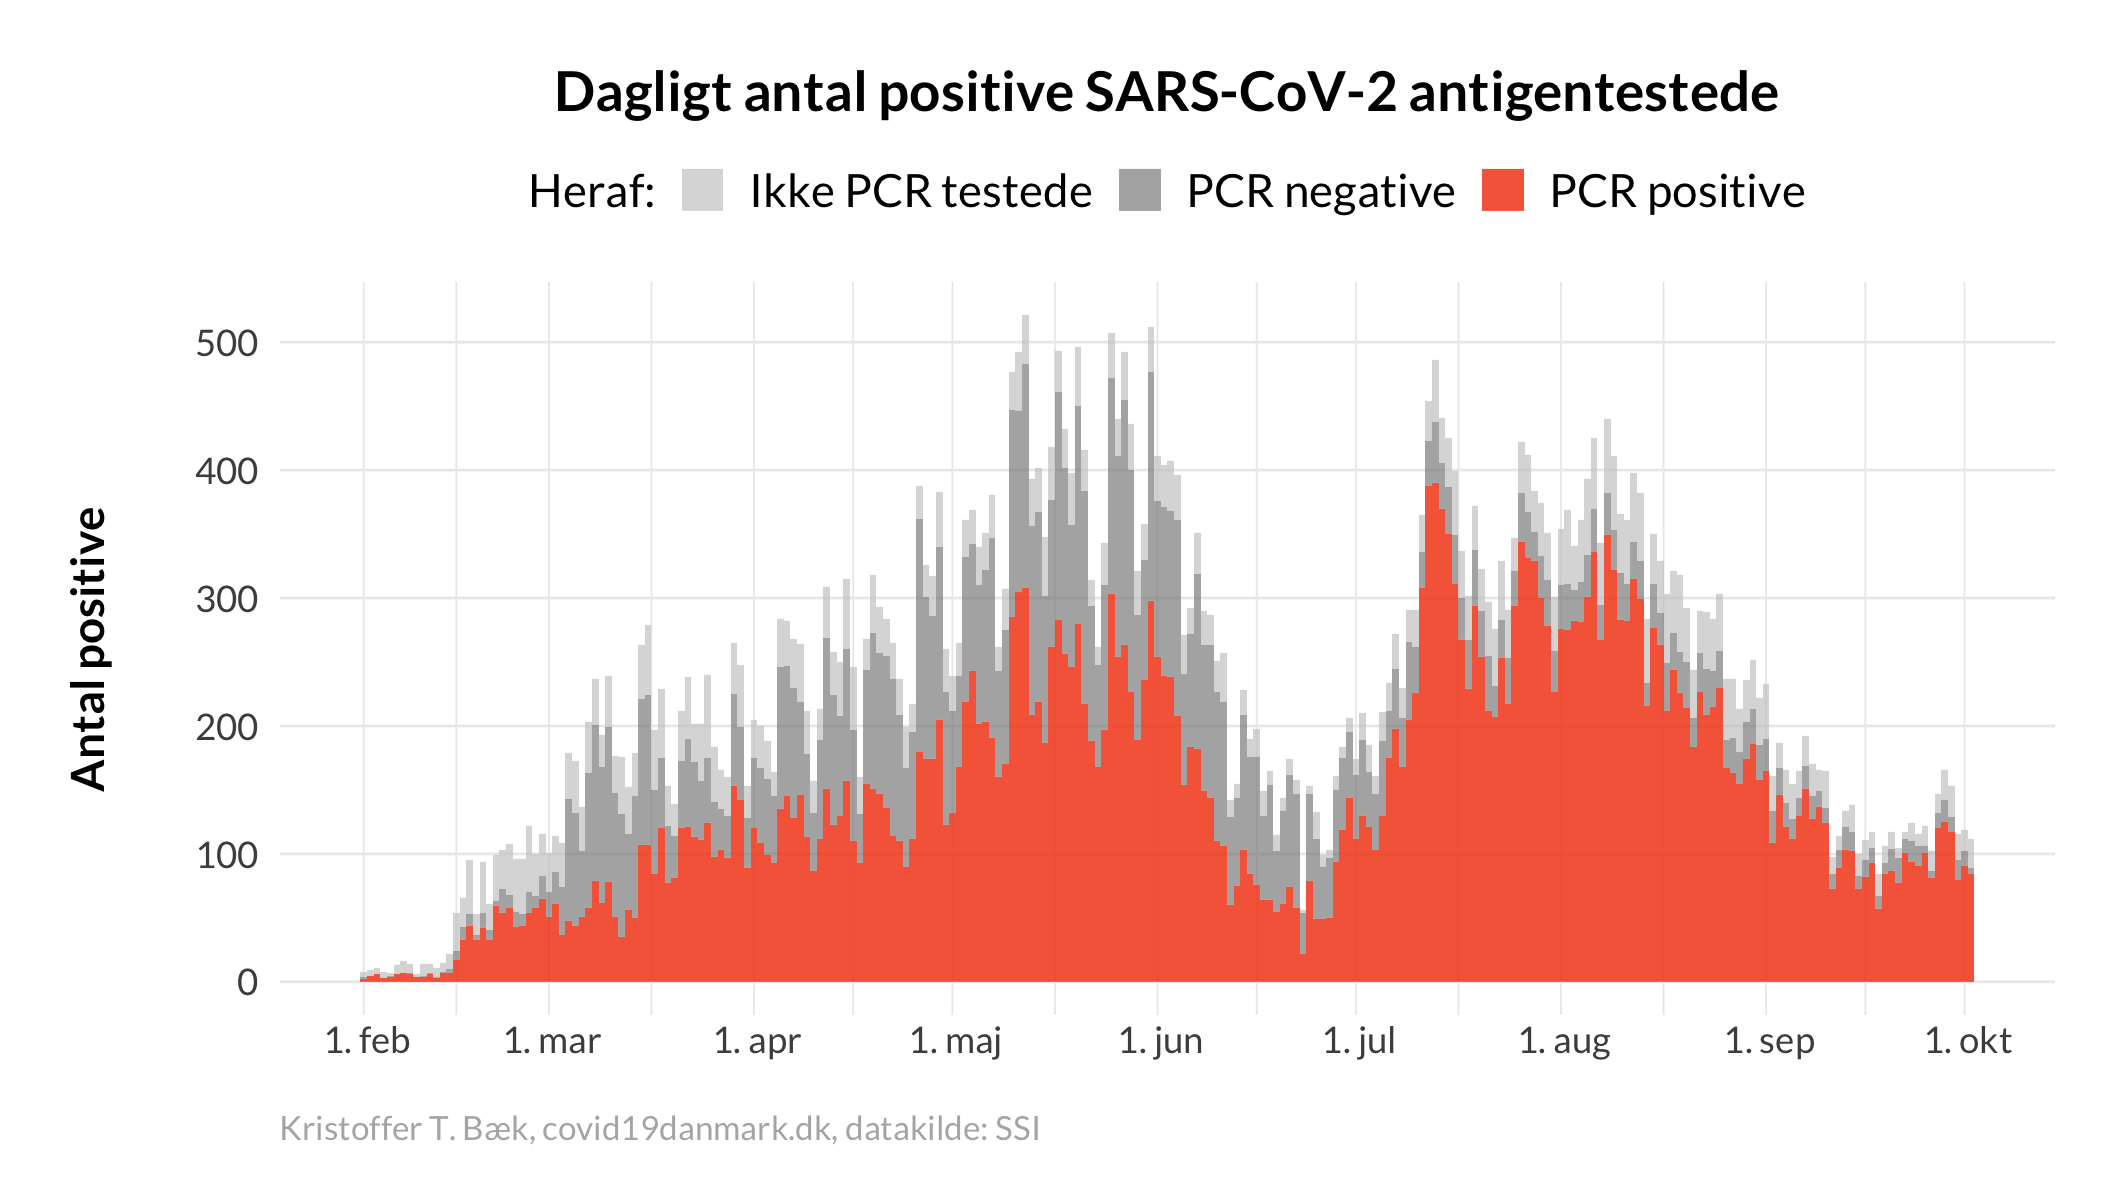 Dagligt antal positive SARS-CoV-2 antigentestede
Heraf: Ikke PCR testede PCR negative PCR positive
Antal positive
500
400
300
200
100
0
1. feb 1. mar 1. apr 1. maj 1. jun 1. jul 1. aug 1. sep 1. okt
Kristoffer T. Bæk, covid19danmark.dk, datakilde: SSI